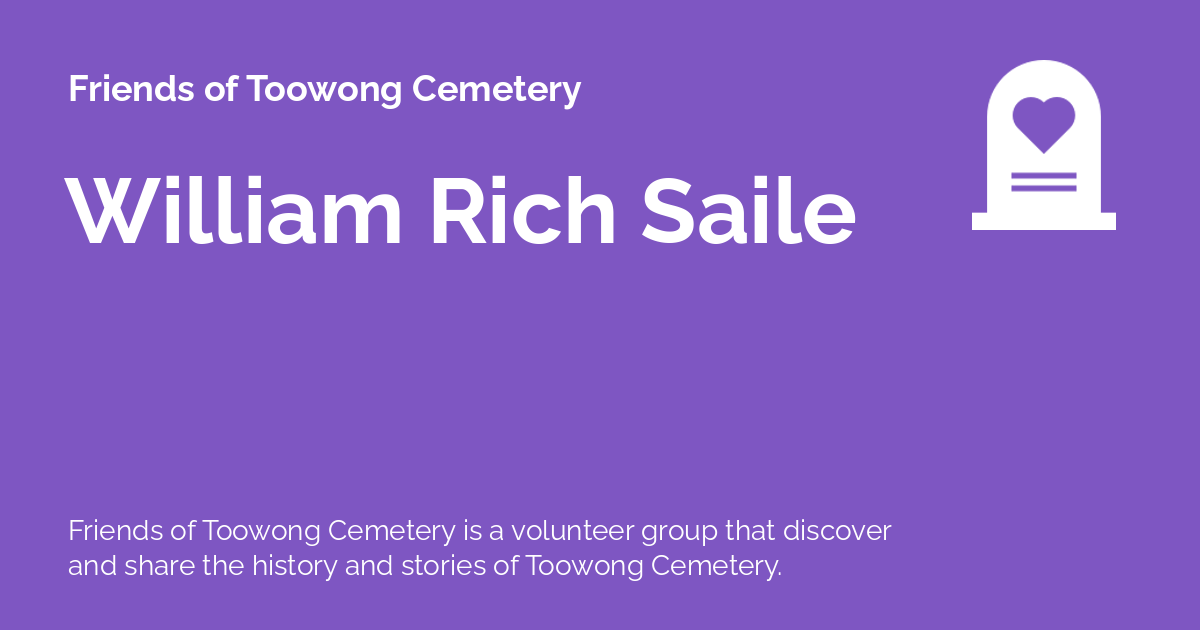 Friends of Toowong Cemetery
William Rich Saile
Friends of Toowong Cemetery is a volunteer group that discover
and share the history and stories of Toowong Cemetery.